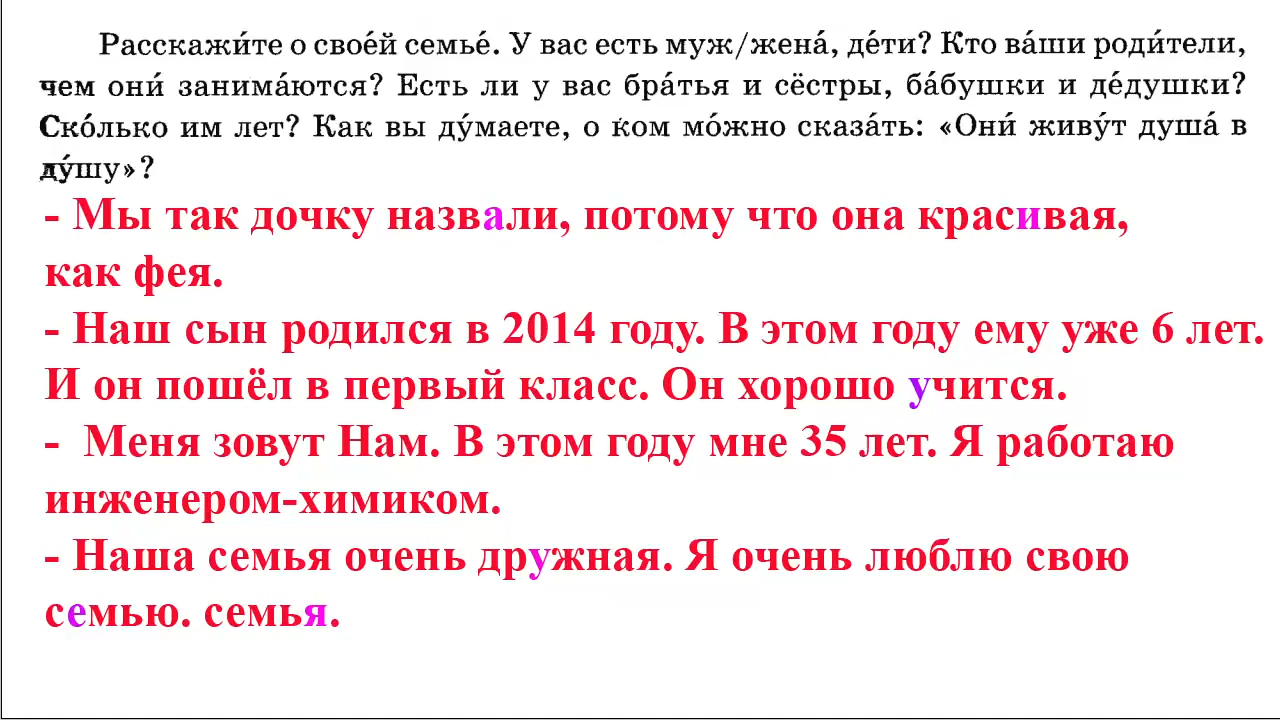 Расскажи́те о свое́й семье́. У вас есть муж/жена́, де́ти? Кто ва́ши роди́тели,
чем они́ занима́ются? Есть ли у вас бра́тья и сёстры, ба́бушки и де́душки?
Ско́лько им лет? Как вы ду́маете, о ком мо́жно сказа́ть: «Они́ живу́т душа́ в
ду́шу»?
- Мы так дочку назвали, потому что она красивая,
как фея.
- Наш сын родился в 2014 году. В этом году ему уже 6 лет.
И он пошёл в первый класс. Он хорошо учится.
- Меня зовут Нам. В этом году мне 35 лет. Я работаю
инженером-химиком.
- Наша семья очень дружная. Я очень люблю свою
семью. семья.